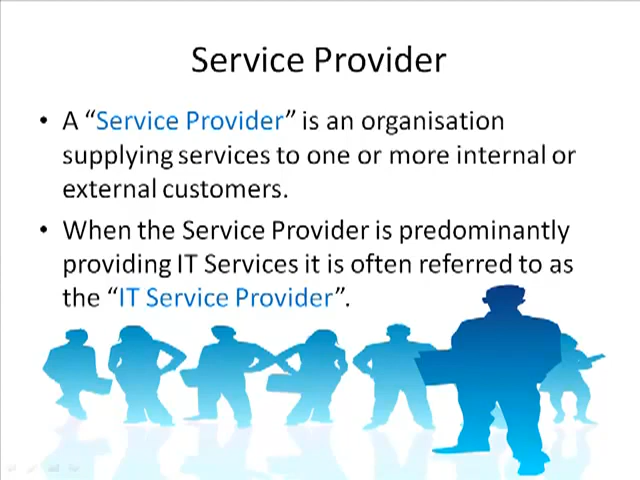 Service Provider
• A “Service Provider” is an organisation
supplying services to one or more internal or
external customers.
• When the Service Provider is predominantly
providing IT Services it is often referred to as
the “IT Service Provider”.